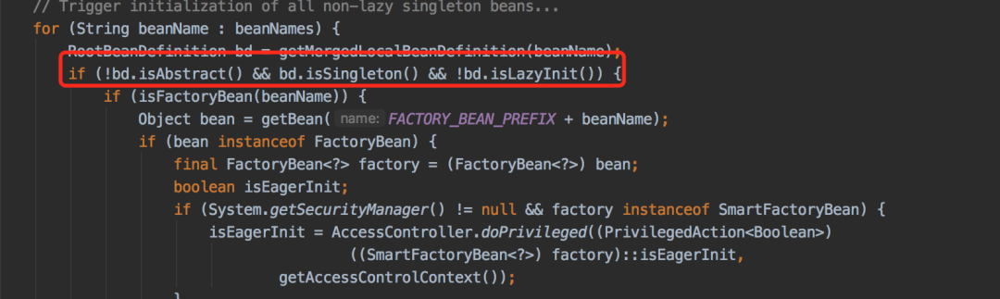 // Trigger initialization of all non-lazy singleton beans...
for (String beanName : beanNames) {
RootBeanDefinition bd = getMergedLocalBeanDefinition(beanName);
if (!bd.isAbstract() && bd.isSingleton() && !bd.isLazyInit()) {
if (isFactoryBean(beanName)) {
Object bean = getBean( name: FACTORY_BEAN_PREFIX + beanName);
if (bean instanceof FactoryBean) {
final FactoryBean<?> factory = (FactoryBean<?>) bean;
boolean isEagerInit;
if (System.getSecurityManager() != null && factory instanceof SmartFactoryBean) {
isEagerInit = AccessController.doPrivileged((PrivilegedAction<Boolean>)
((SmartFactoryBean<?>) factory)::isEagerInit,
getAccessControlContext());
}